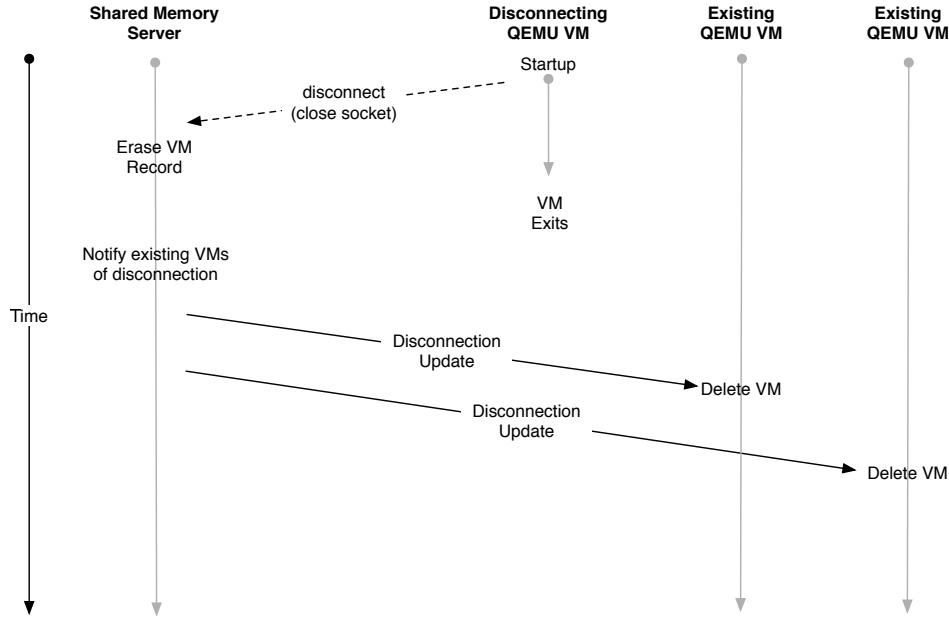 Shared Memory
Server
Disconnecting
QEMU VM
Existing
QEMU VM
Existing
QEMU VM
Startup
disconnect
(close socket)
Erase VM
Record
VM
Exits
Notify existing VMs
of disconnection
Time
Disconnection
Update
Delete VM
Disconnection
Update
Delete VM